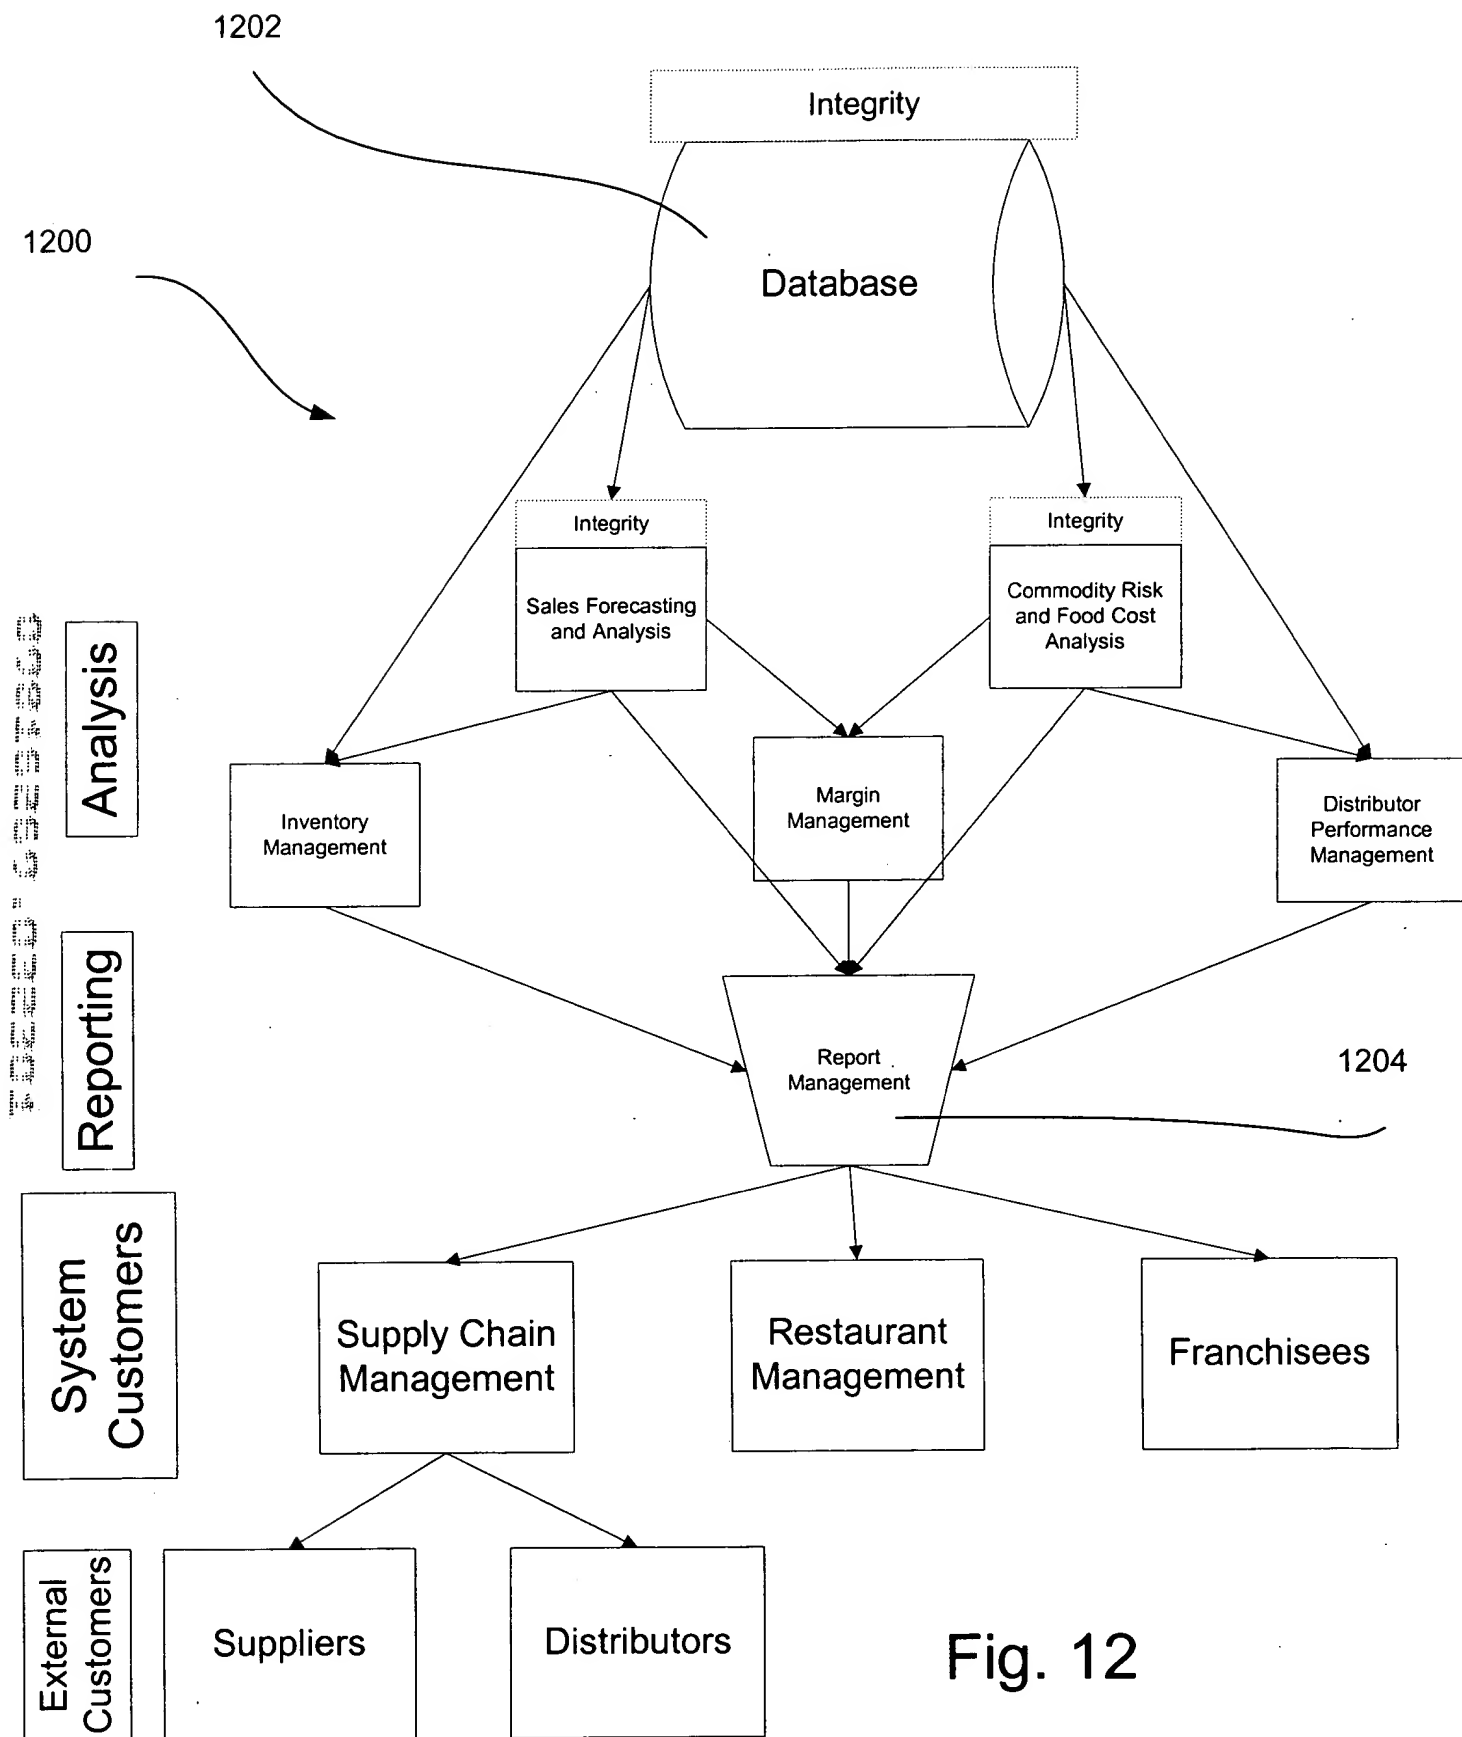 1202
Integrity
1200
Database
Integrity
Integrity
Sales Forecasting
and Analysis
Commodity Risk
and Food Cost
Analysis
Analysis
Inventory
Management
Margin
Management
Distributor
Performance
Management
Reporting
Report
Management
1204
System
Customers
Supply Chain
Management
Restaurant
Management
Franchisees
External
Customers
Suppliers
Distributors
Fig. 12